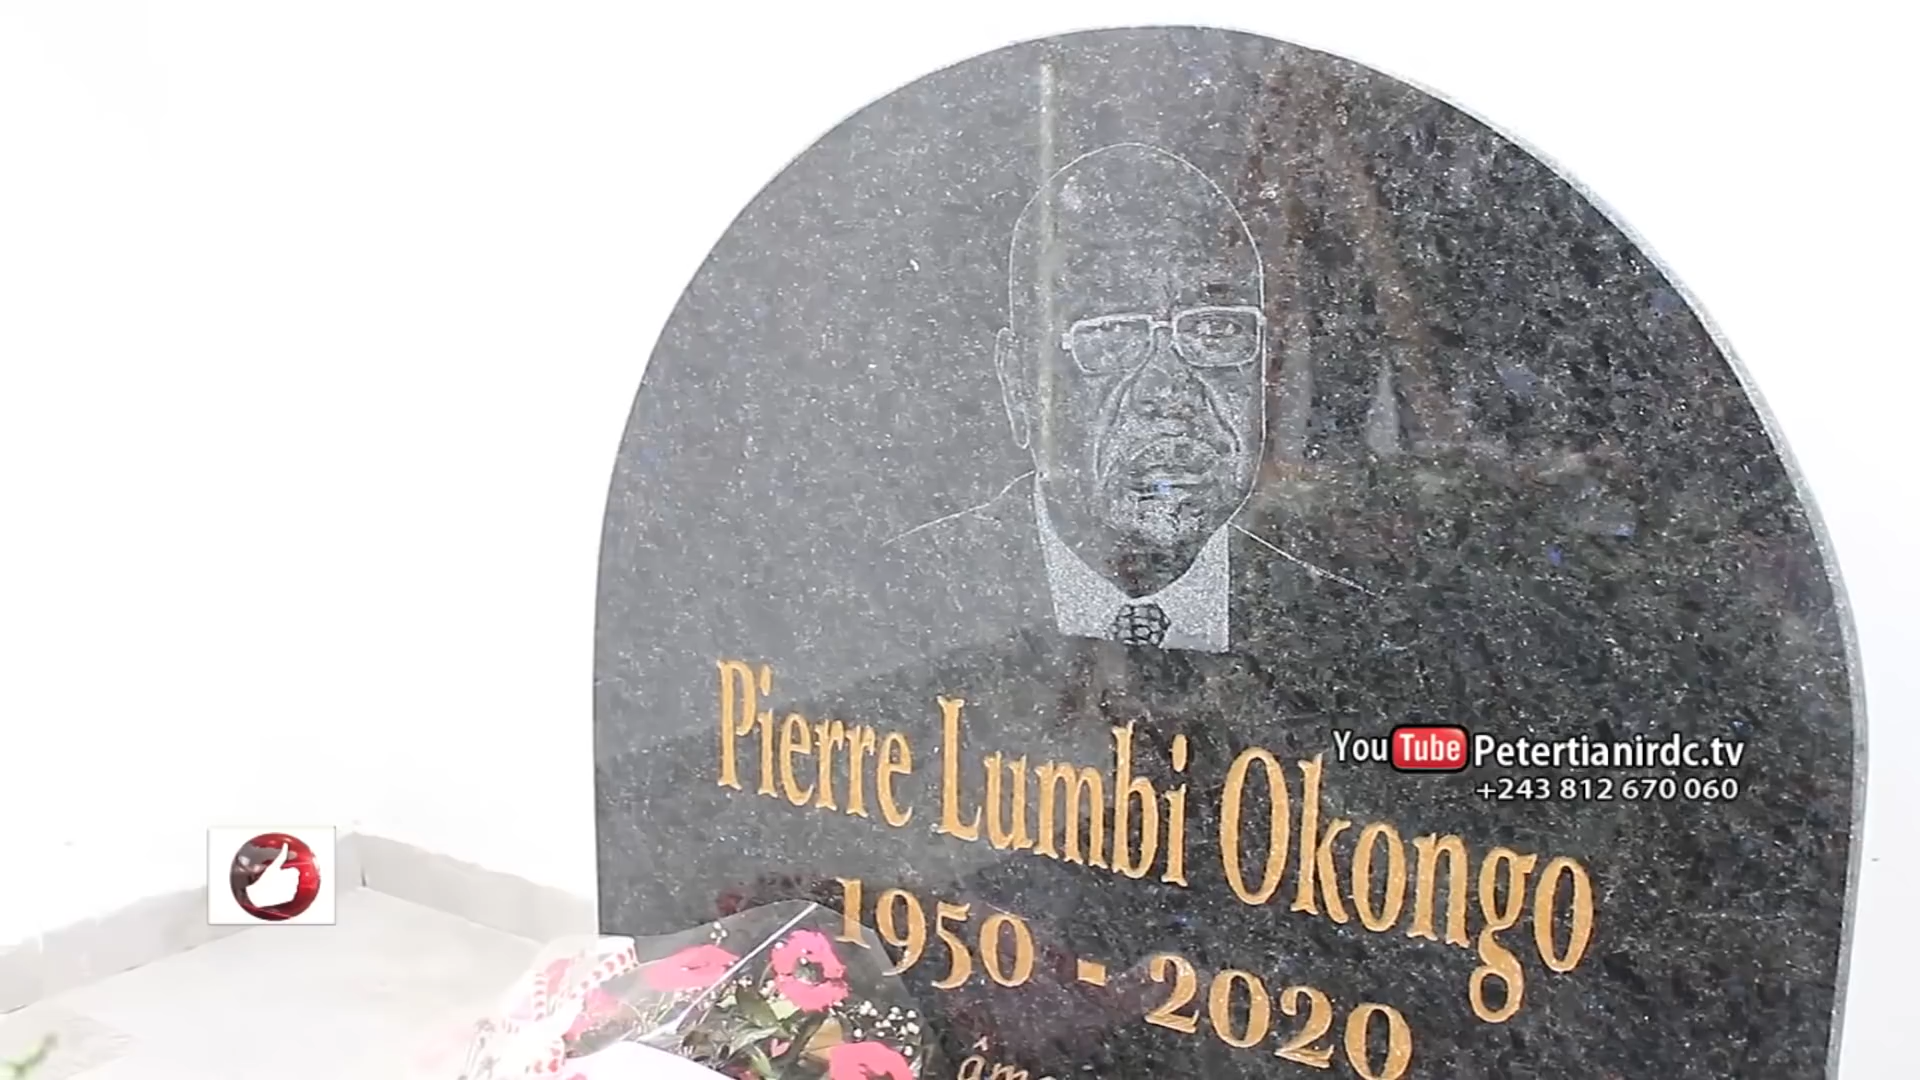 Pierre Lumbi Okongo
1950 - 2020
YouTube Petertianirdc.tv
+243 812 670 060